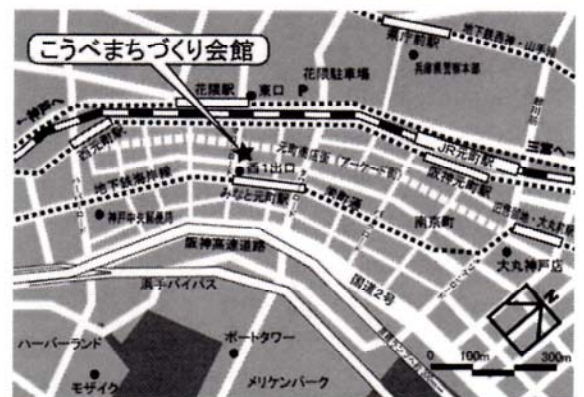 こうべまちづくり会館
地下鉄西神・山手線
県庁前駅
兵庫県警察本部
花隈駐車場
花隈駅
東口
P
←神戸へ
三宮へ→
西元町駅
JR元町駅
阪神元町駅
元町商店街(アーケード街)
西1出口
地下鉄海岸線
みなと元町駅
栄町通
南京町
旧居留地・大丸前駅
神戸中央郵便局
大丸神戸店
阪神高速道路
国道2号
浜手バイパス
ハーバーランド
ポートタワー
モザイク
メリケンパーク
N
0 100m 300m